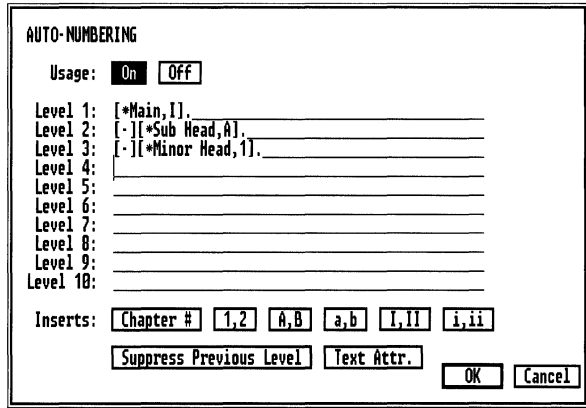 AUTO-NUMBERING
Usage: On Off
Level 1: [*Main,I].
Level 2: [-][*Sub Head,A].
Level 3: [-][*Minor Head,1].
Level 4:
Level 5:
Level 6:
Level 7:
Level 8:
Level 9:
Level 10:
Inserts: Chapter # 1,2 A,B a,b I,II i,ii
Suppress Previous Level Text Attr.
OK Cancel